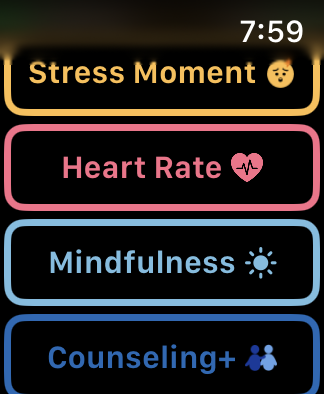 7:59
Stress Moment 😴
Heart Rate
Mindfulness
Counseling+